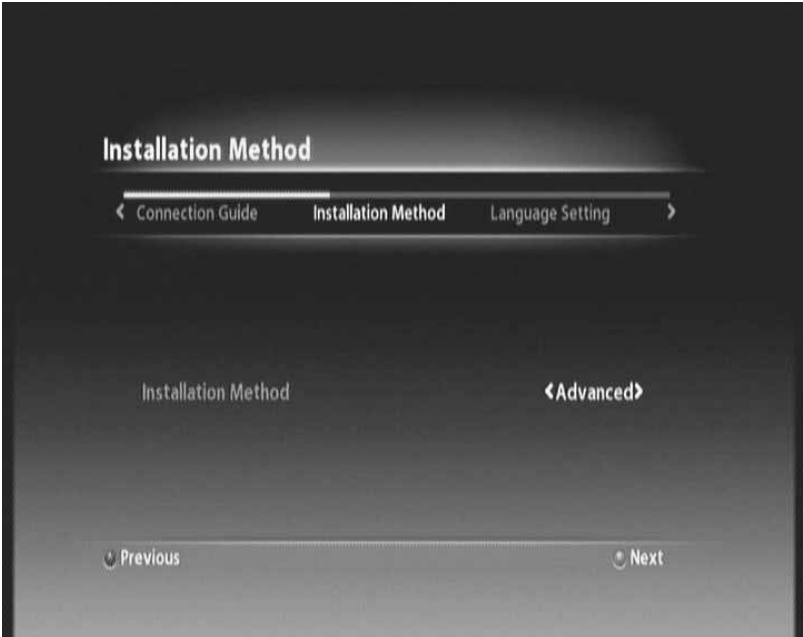 Installation Method
Connection Guide Installation Method Language Setting
Installation Method Advanced
Previous Next